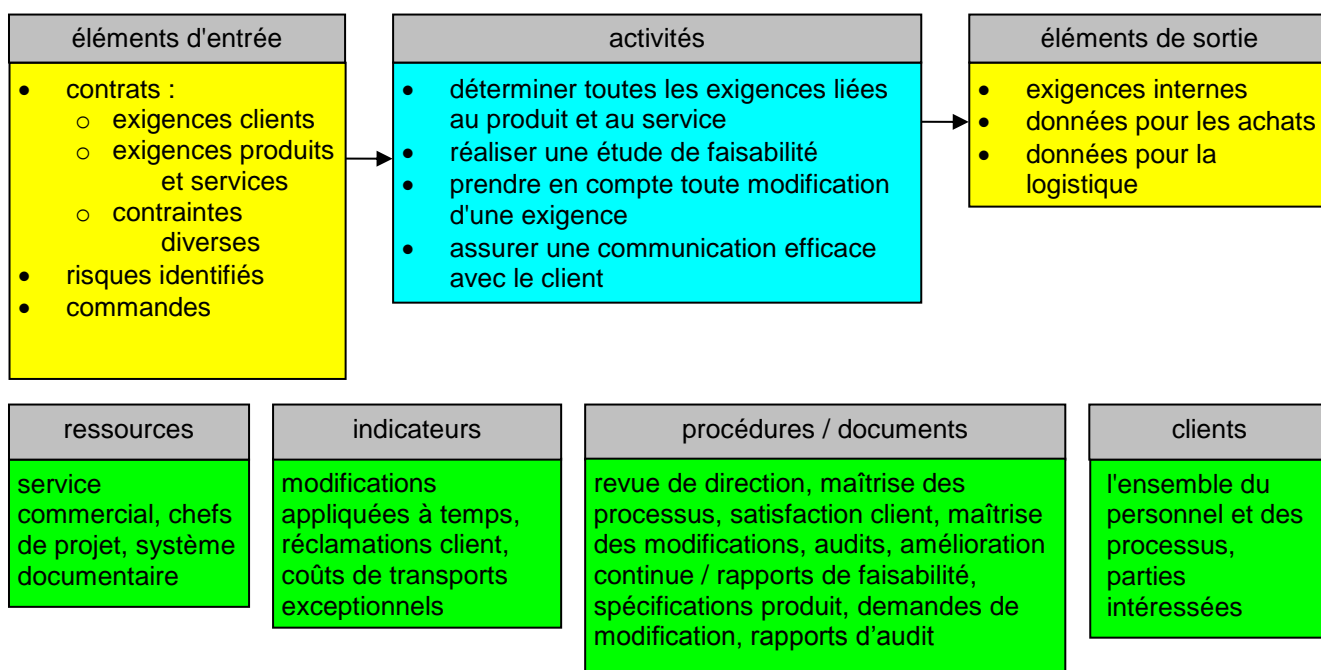 éléments d'entrée
• contrats :
o exigences clients
o exigences produits
et services
o contraintes
diverses
• risques identifiés
• commandes
activités
• déterminer toutes les exigences liées
au produit et au service
• réaliser une étude de faisabilité
• prendre en compte toute modification
d'une exigence
• assurer une communication efficace
avec le client
éléments de sortie
• exigences internes
• données pour les achats
• données pour la
logistique
ressources
service
commercial, chefs
de projet, système
documentaire
indicateurs
modifications
appliquées à temps,
réclamations client,
coûts de transports
exceptionnels
procédures / documents
revue de direction, maîtrise des
processus, satisfaction client, maîtrise
des modifications, audits, amélioration
continue / rapports de faisabilité,
spécifications produit, demandes de
modification, rapports d’audit
clients
l'ensemble du
personnel et des
processus,
parties
intéressées